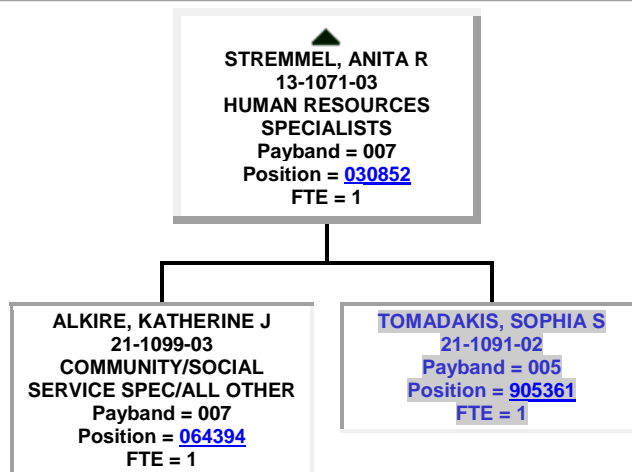 STREMMEL, ANITA R
13-1071-03
HUMAN RESOURCES
SPECIALISTS
Payband = 007
Position = 030852
FTE = 1
ALKIRE, KATHERINE J
21-1099-03
COMMUNITY/SOCIAL
SERVICE SPEC/ALL OTHER
Payband = 007
Position = 064394
FTE = 1
TOMADAKIS, SOPHIA S
21-1091-02
Payband = 005
Position = 905361
FTE = 1